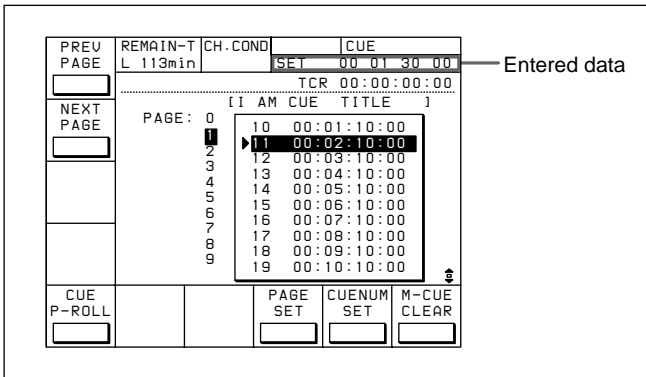 PREV PAGE
REMAIN-T
L 113min
CH.COND
CUE
SET 00 01 30 00
Entered data
TCR 00:00:00:00
[I AM CUE TITLE ]
NEXT PAGE
PAGE: 0
1
2
3
4
5
6
7
8
9
10 00:01:10:00
11 00:02:10:00
12 00:03:10:00
13 00:04:10:00
14 00:05:10:00
15 00:06:10:00
16 00:07:10:00
17 00:08:10:00
18 00:09:10:00
19 00:10:10:00
CUE P-ROLL
PAGE SET
CUENUM SET
M-CUE CLEAR